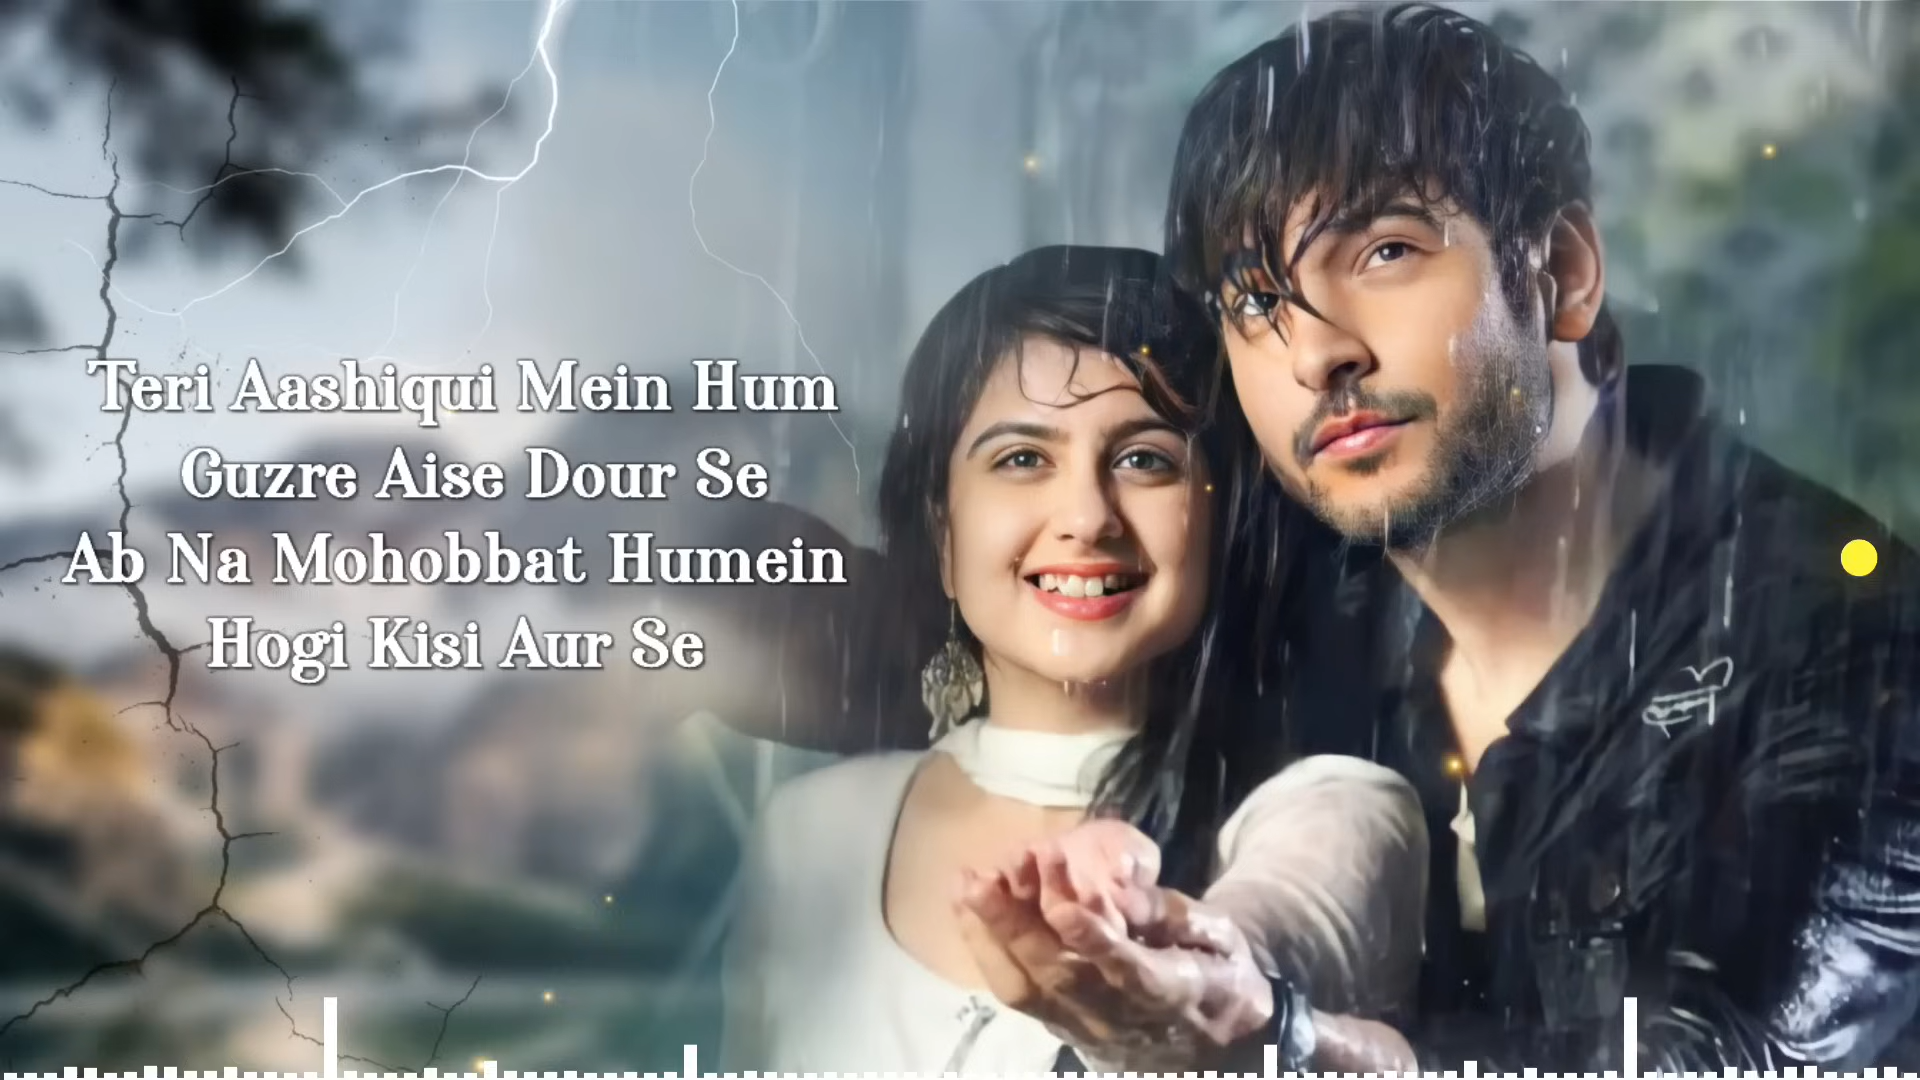 Teri Aashiqui Mein Hum
Guzre Aise Dour Se
Ab Na Mohobbat Humein
Hogi Kisi Aur Se